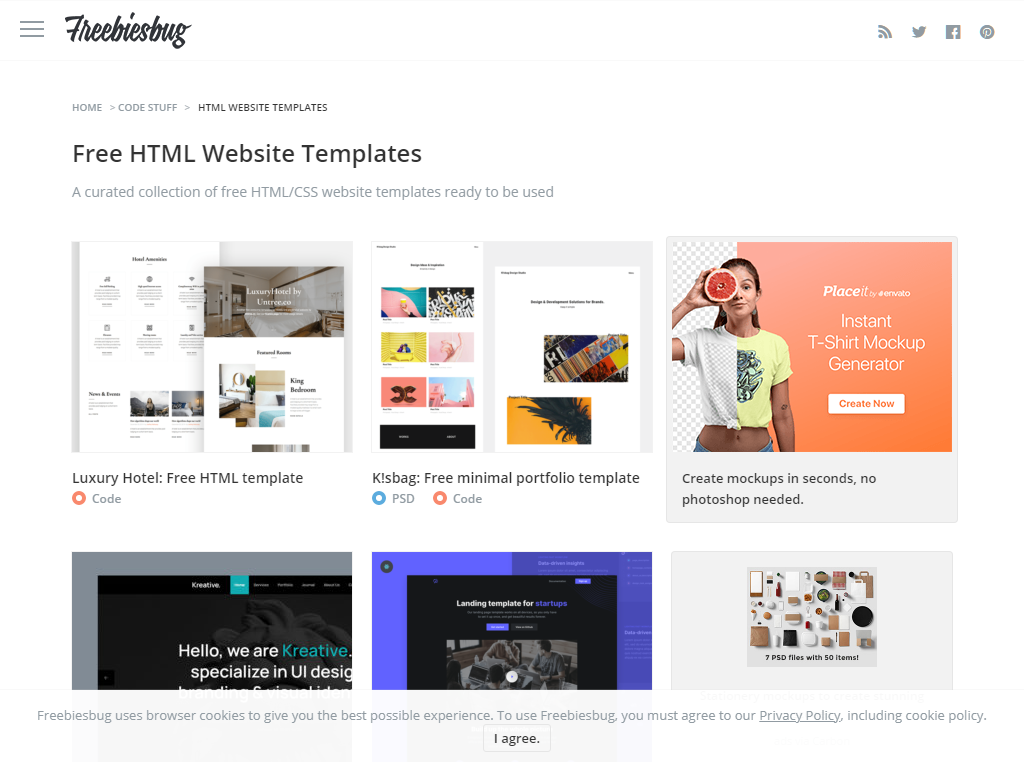 Freebiesbug
HOME > CODE STUFF > HTML WEBSITE TEMPLATES
Free HTML Website Templates
A curated collection of free HTML/CSS website templates ready to be used
Hotel Amenities
LuxuryHotel by
Untree.co
Featured Rooms
King
Bedroom
News & Events
Design & Development Solutions for Brands.
Placeit by envato
Instant
T-Shirt Mockup
Generator
Create Now
Luxury Hotel: Free HTML template
Code
K!sbag: Free minimal portfolio template
PSD Code
Create mockups in seconds, no
photoshop needed.
Kreative. Home Services Portfolio Journal About Us
Hello, we are Kreative.
specialize in UI desig
branding & visual iden
Data-driven insights
Landing template for startups
7 PSD files with 50 items!
Freebiesbug uses browser cookies to give you the best possible experience. To use Freebiesbug, you must agree to our Privacy Policy, including cookie policy.
I agree.